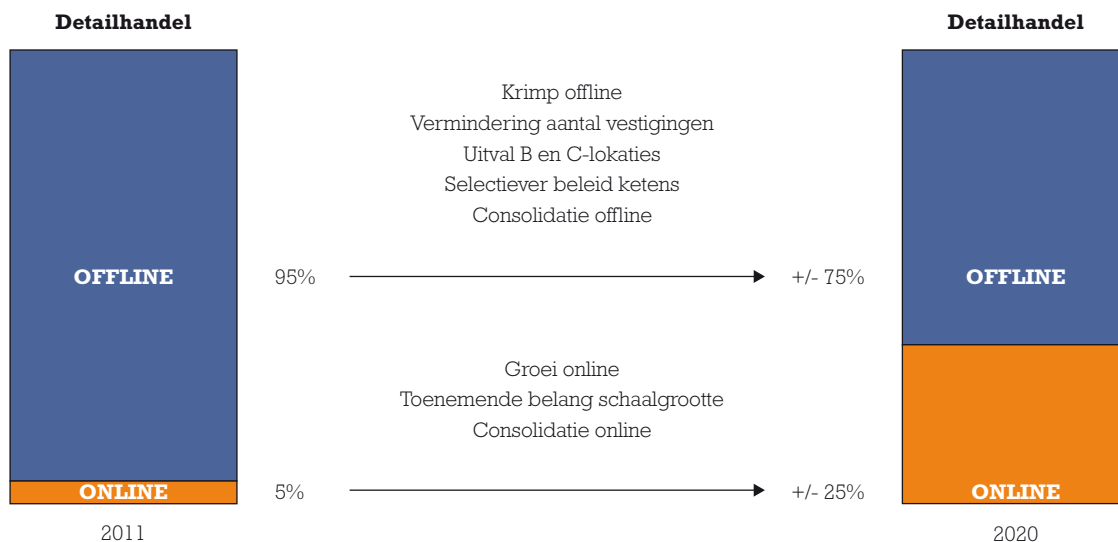 Detailhandel
Detailhandel
Krimp offline
Vermindering aantal vestigingen
Uitval B en C-lokaties
Selectiever beleid ketens
Consolidatie offline
OFFLINE
95%
+/- 75%
OFFLINE
Groei online
Toenemende belang schaalgrootte
Consolidatie online
ONLINE
5%
+/- 25%
ONLINE
2011
2020